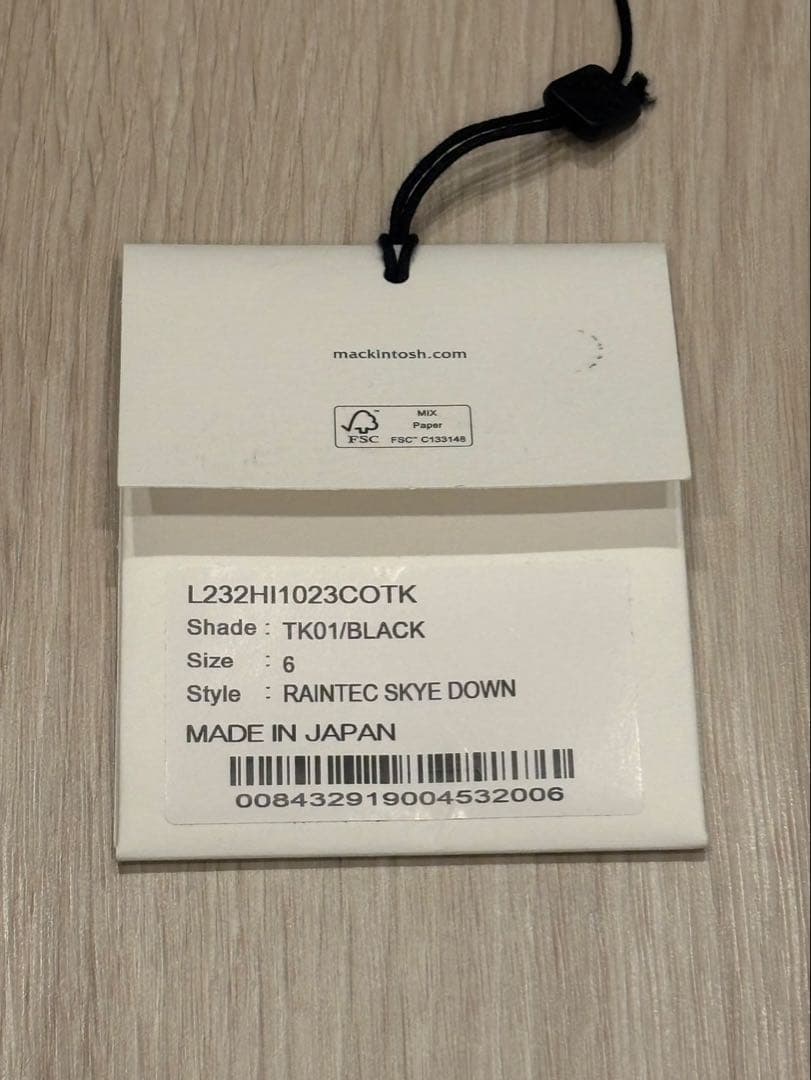 mackintosh.com
MIX
Paper
FSC™ C133148
FSC
L232HI1023COTK
Shade : TK01/BLACK
Size : 6
Style : RAINTEC SKYE DOWN
MADE IN JAPAN
008432919004532006